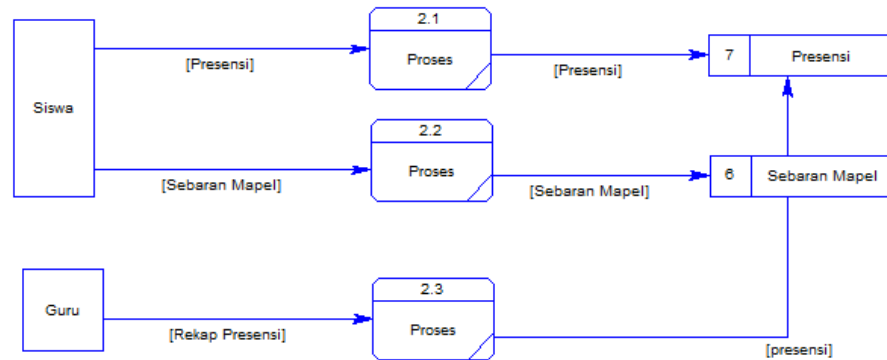 2.1
Proses
[Presensi]
[Presensi]
7
Presensi
Siswa
2.2
Proses
[Sebaran Mapel]
[Sebaran Mapel]
6
Sebaran Mapel
Guru
2.3
Proses
[Rekap Presensi]
[presensi]